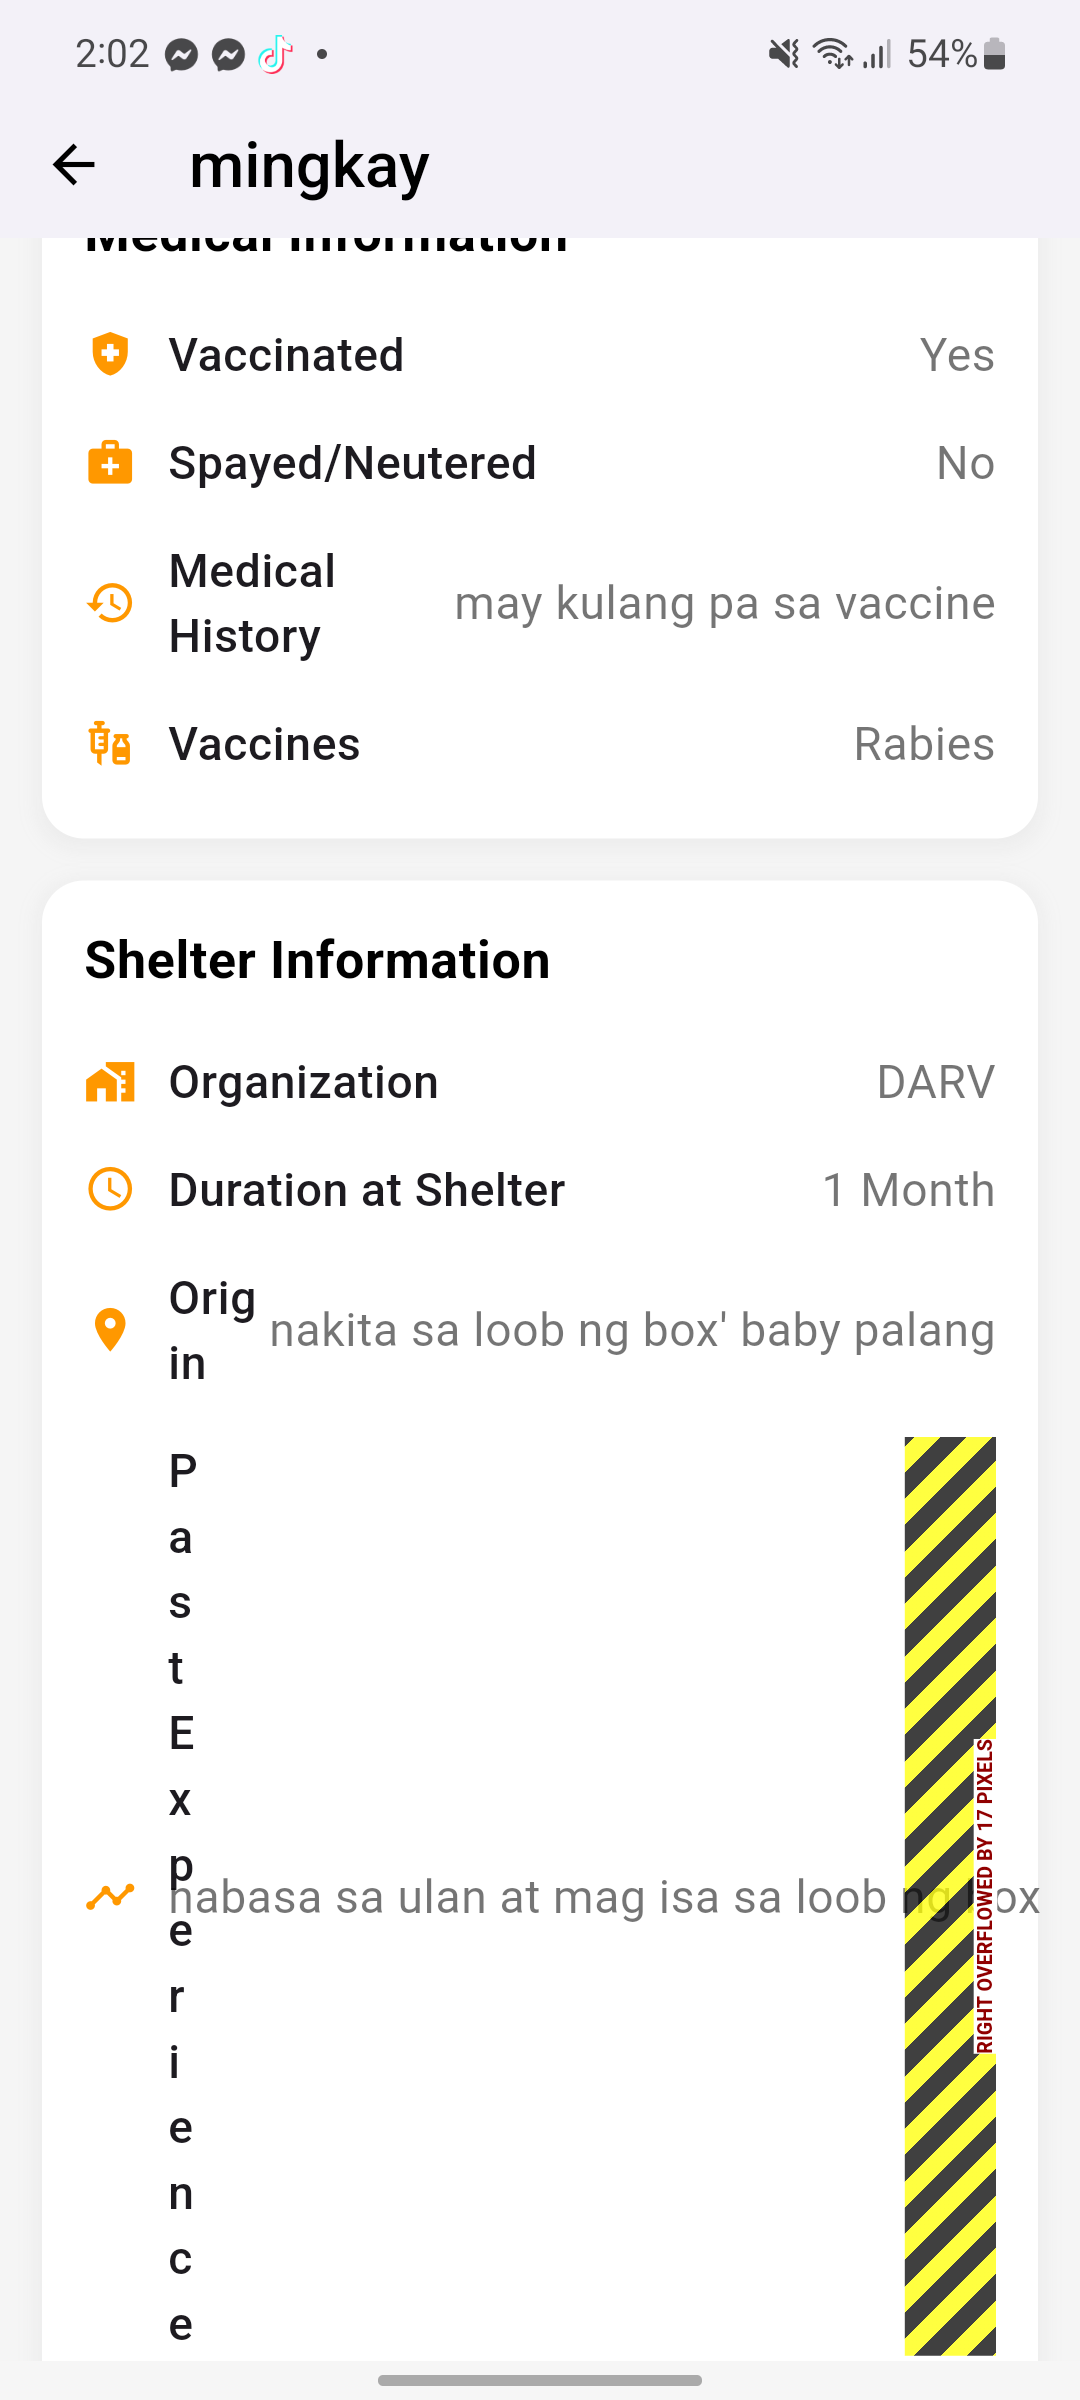 2:02
54%
mingkay
Medical Information
Vaccinated Yes
Spayed/Neutered No
Medical
History
may kulang pa sa vaccine
Vaccines Rabies
Shelter Information
Organization DARV
Duration at Shelter 1 Month
Orig
in
nakita sa loob ng box' baby palang
P
a
s
t
E
x
p
e
r
i
e
n
c
e
nabasa sa ulan at mag isa sa loob ng box
RIGHT OVERFLOWED BY 17 PIXELS